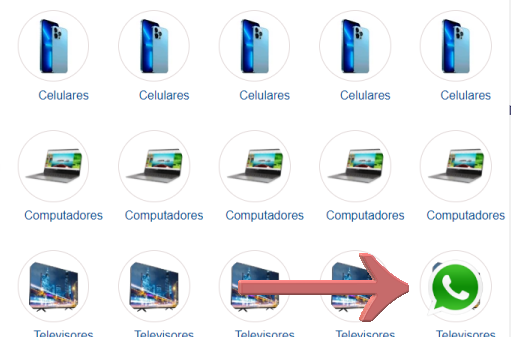 Celulares Celulares Celulares Celulares Celulares
Computadores Computadores Computadores Computadores Computadores
Televisores Televisores Televisores Televisores Televisores